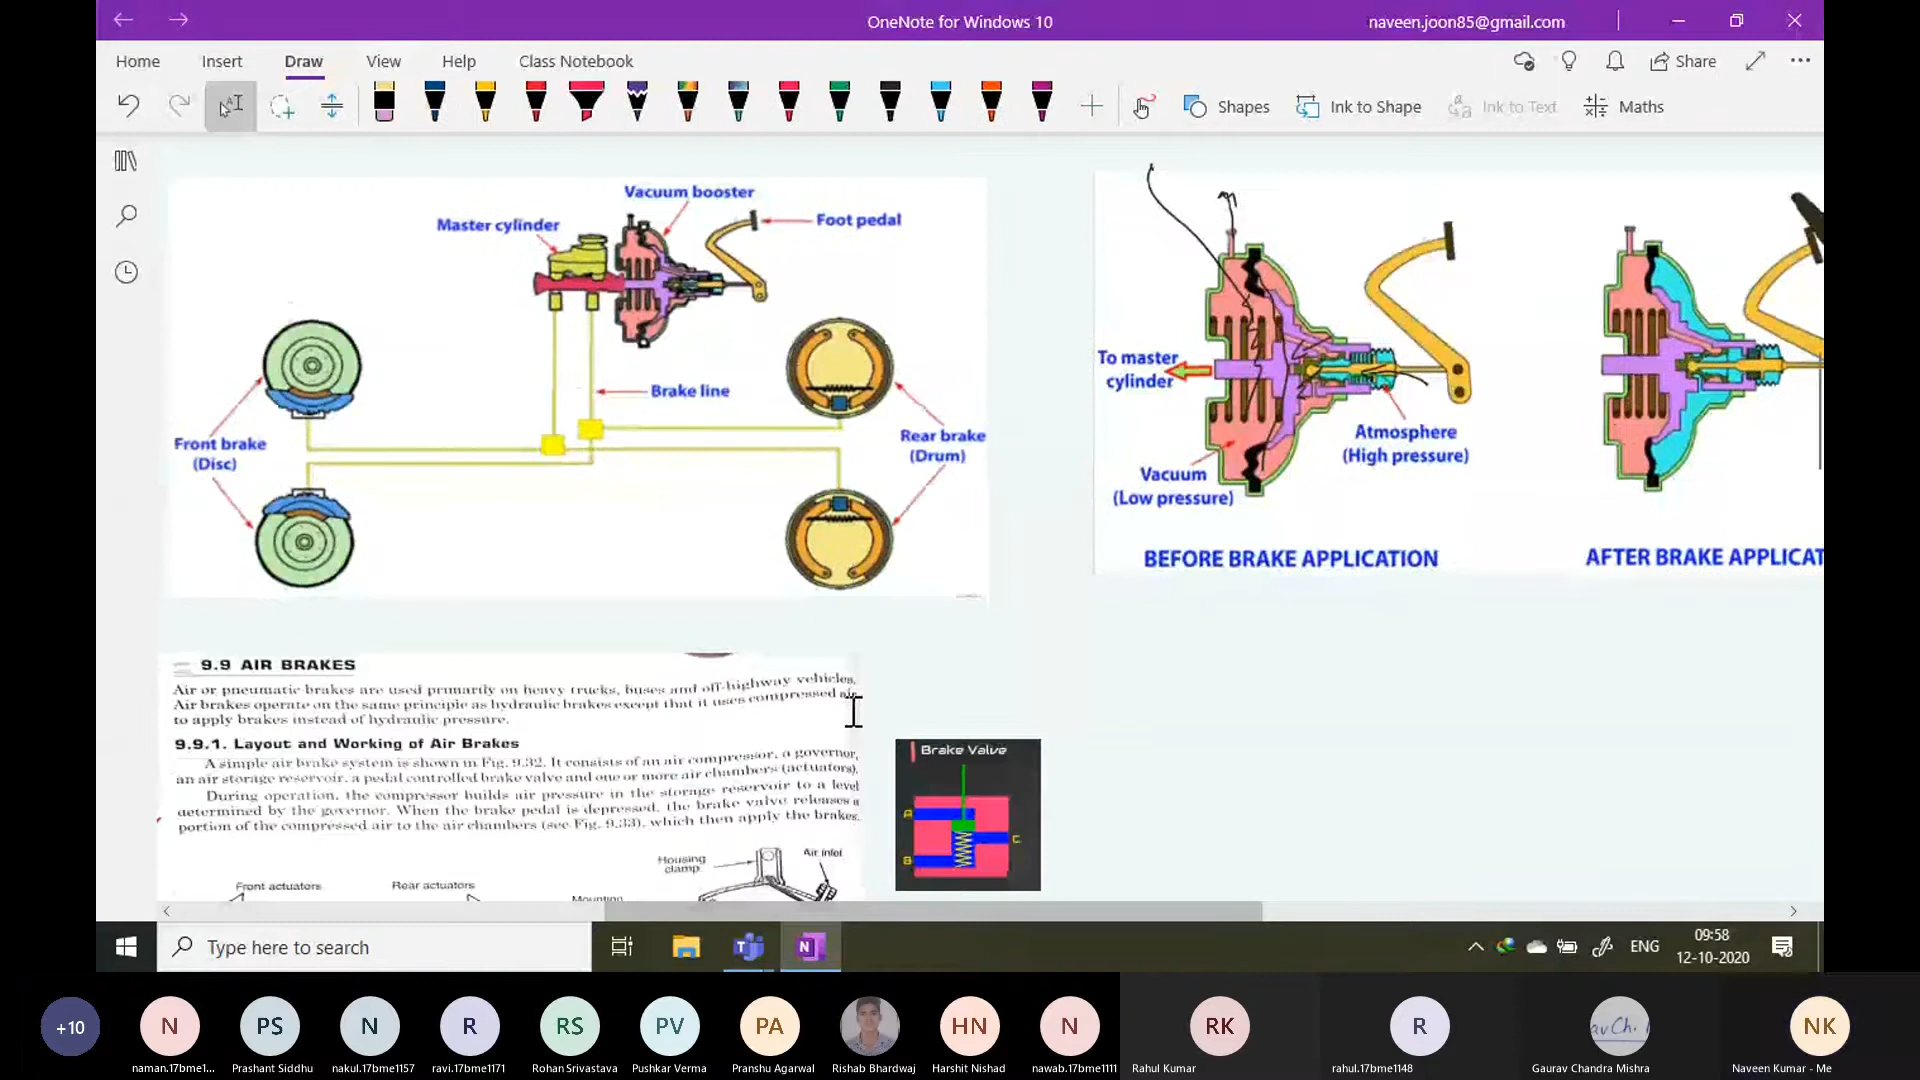 OneNote for Windows 10
naveen.joon85@gmail.com
Home
Insert
Draw
View
Help
Class Notebook
Share
Shapes
Ink to Shape
Ink to Text
Maths
Vacuum booster
Master cylinder
Foot pedal
Brake line
Front brake
(Disc)
Rear brake
(Drum)
To master
cylinder
Atmosphere
(High pressure)
Vacuum
(Low pressure)
BEFORE BRAKE APPLICATION
AFTER BRAKE APPLICAT
9.9 AIR BRAKES
Air or pneumatic brakes are used primarily on heavy trucks, buses and off-highway vehicles.
Air brakes operate on the same principle as hydraulic brakes except that it uses compressed air
to apply brakes instead of hydraulic pressure.
9.9.1. Layout and Working of Air Brakes
A simple air brake system is shown in Fig. 9.32. It consists of an air compressor, a governor,
an air storage reservoir, a pedal controlled brake valve and one or more air chambers (actuators).
During operation, the compressor builds air pressure in the storage reservoir to a level
determined by the governor. When the brake pedal is depressed, the brake valve releases a
portion of the compressed air to the air chambers (see Fig. 9.33), which then apply the brakes.
Housing
clamp
Air inlet
Front actuators
Rear actuators
Mounting
Brake Valve
A
B
C
Type here to search
ENG
09:58
12-10-2020
+10
N
PS
N
R
RS
PV
PA
HN
N
RK
R
NK
naman.17bme1...
Prashant Siddhu
nakul.17bme1157
ravi.17bme1171
Rohan Srivastava
Pushkar Verma
Pranshu Agarwal
Rishab Bhardwaj
Harshit Nishad
nawab.17bme1111
Rahul Kumar
rahul.17bme1148
Gaurav Chandra Mishra
Naveen Kumar - Me